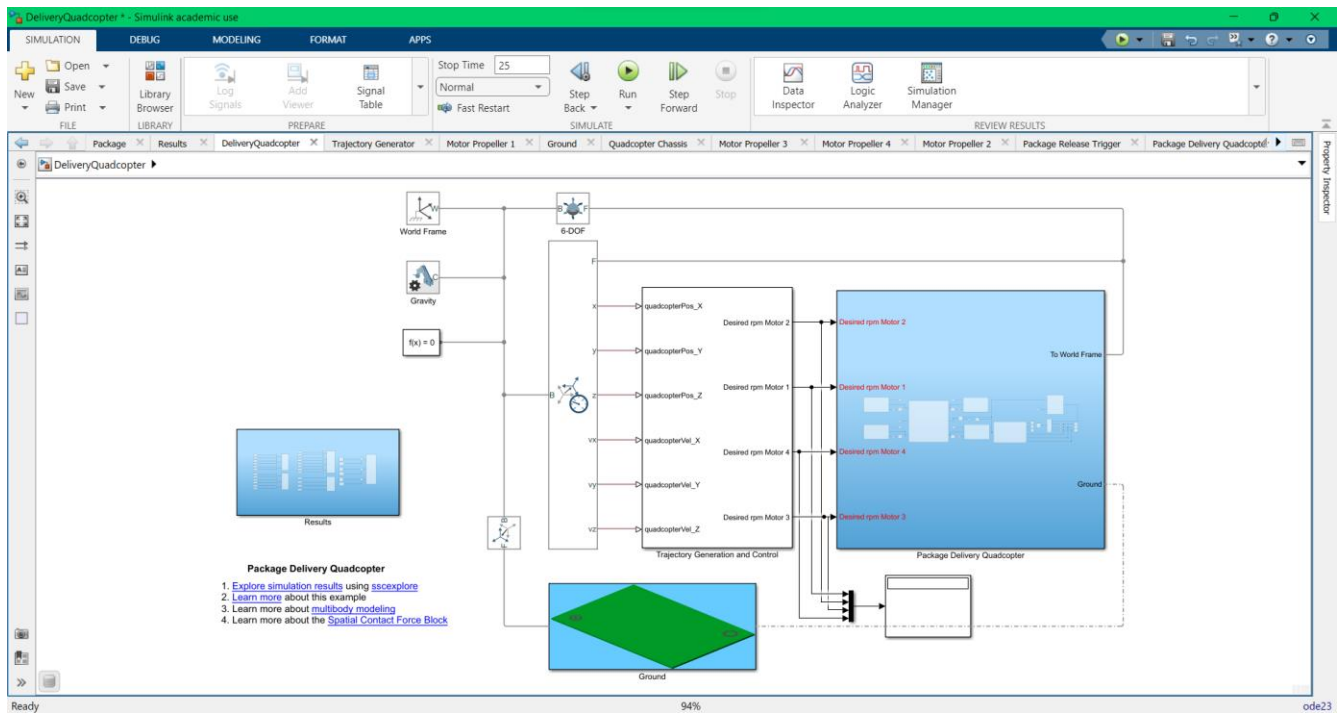 DeliveryQuadcopter * - Simulink academic use
SIMULATION DEBUG MODELING FORMAT APPS
New
Open
Save
Print
FILE
Library Browser
LIBRARY
Log Signals
Add Viewer
Signal Table
PREPARE
Stop Time 25
Normal
Fast Restart
Step Back
Run
Step Forward
Stop
SIMULATE
Data Inspector
Logic Analyzer
Simulation Manager
REVIEW RESULTS
Package Results DeliveryQuadcopter Trajectory Generator Motor Propeller 1 Ground Quadcopter Chassis Motor Propeller 3 Motor Propeller 4 Motor Propeller 2 Package Release Trigger Package Delivery Quadcopte
Property Inspector
DeliveryQuadcopter
W
World Frame
B F
6-DOF
C
Gravity
f(x) = 0
F
x
y
B z
vx
vy
vz
quadcopterPos_X
quadcopterPos_Y
quadcopterPos_Z
quadcopterVel_X
quadcopterVel_Y
quadcopterVel_Z
Desired rpm Motor 2
Desired rpm Motor 1
Desired rpm Motor 4
Desired rpm Motor 3
Trajectory Generation and Control
Desired rpm Motor 2
Desired rpm Motor 1
Desired rpm Motor 4
Desired rpm Motor 3
To World Frame
Ground
Package Delivery Quadcopter
Results
B
F
Package Delivery Quadcopter
1. Explore simulation results using sscexplore
2. Learn more about this example
3. Learn more about multibody modeling
4. Learn more about the Spatial Contact Force Block
Ground
Ready
94%
ode23